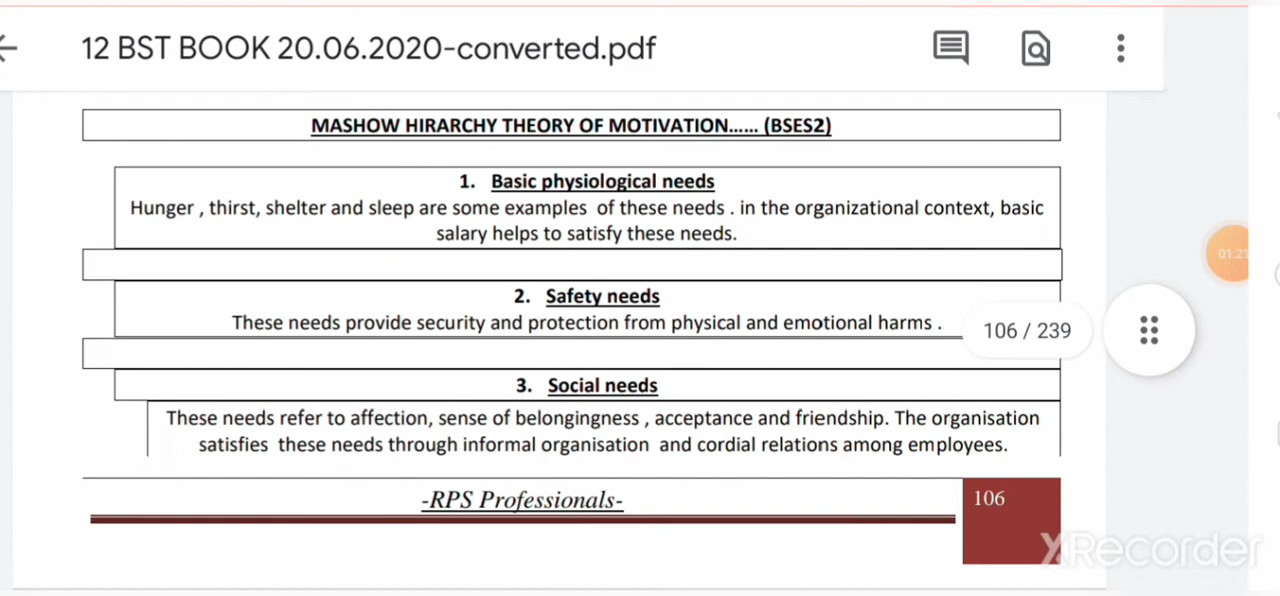 12 BST BOOK 20.06.2020-converted.pdf
MASHOW HIRARCHY THEORY OF MOTIVATION...... (BSES2)
1. Basic physiological needs
Hunger , thirst, shelter and sleep are some examples of these needs . in the organizational context, basic
salary helps to satisfy these needs.
2. Safety needs
These needs provide security and protection from physical and emotional harms .
106 / 239
01:21
3. Social needs
These needs refer to affection, sense of belongingness , acceptance and friendship. The organisation
satisfies these needs through informal organisation and cordial relations among employees.
-RPS Professionals-
106
XRecorder